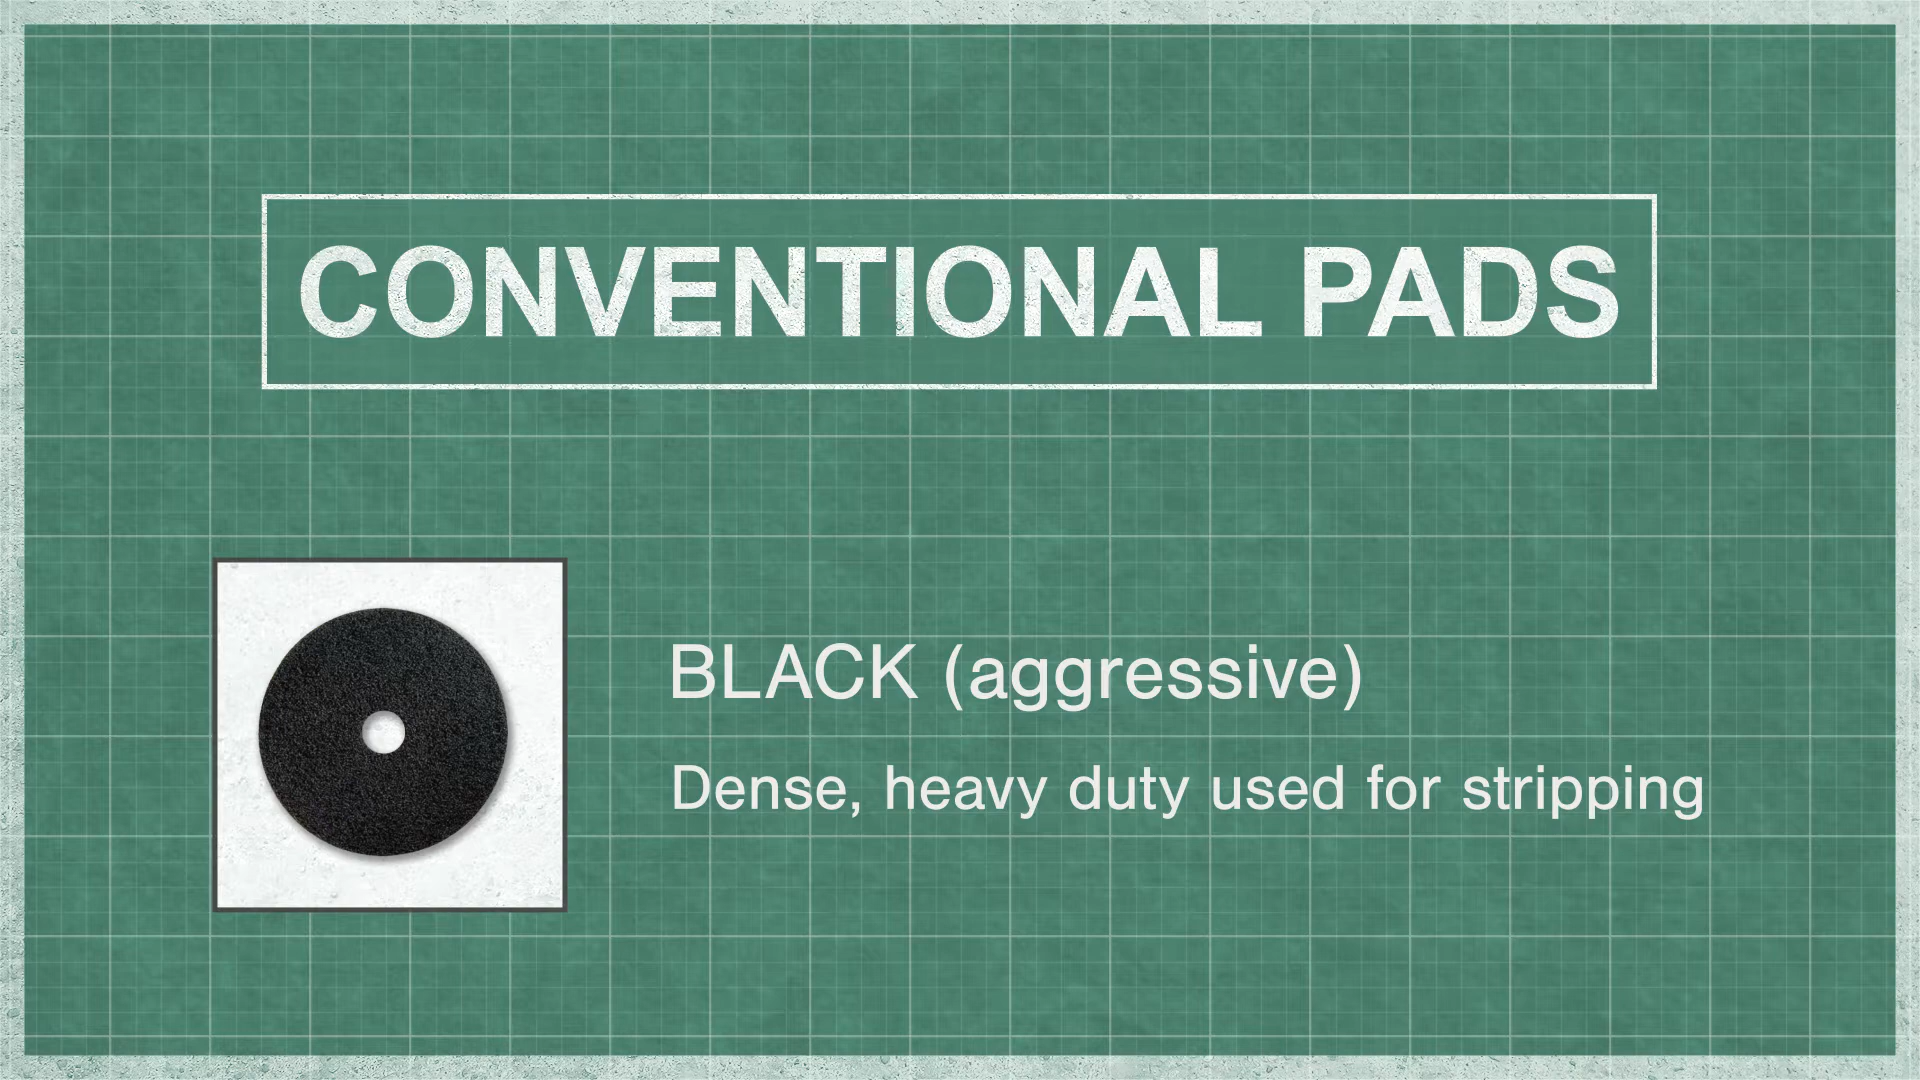 CONVENTIONAL PADS
BLACK (aggressive)
Dense, heavy duty used for stripping